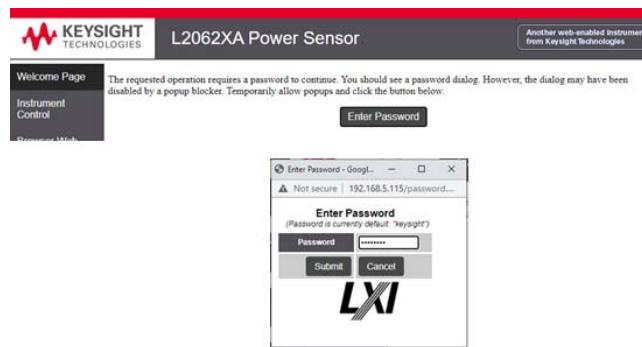 KEYSIGHT
TECHNOLOGIES
L2062XA Power Sensor
Another web-enabled Instrumen
from Keysight Technologies
Welcome Page
Instrument
Control
Browser Web
The requested operation requires a password to continue. You should see a password dialog. However, the dialog may have been
disabled by a popup blocker. Temporarily allow popups and click the button below.
Enter Password
Enter Password - Googl...
Not secure | 192.168.5.115/password....
Enter Password
(Password is currently default: "keysight")
Password ••••••••
Submit Cancel
LXI